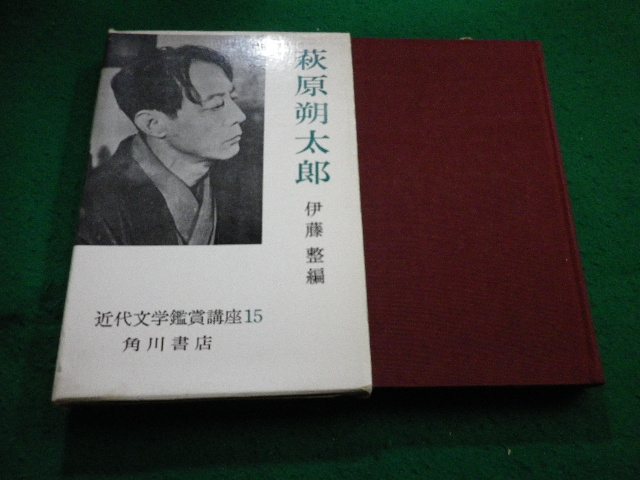 萩原朔太郎
伊藤整編
近代文学鑑賞講座15
角川書店